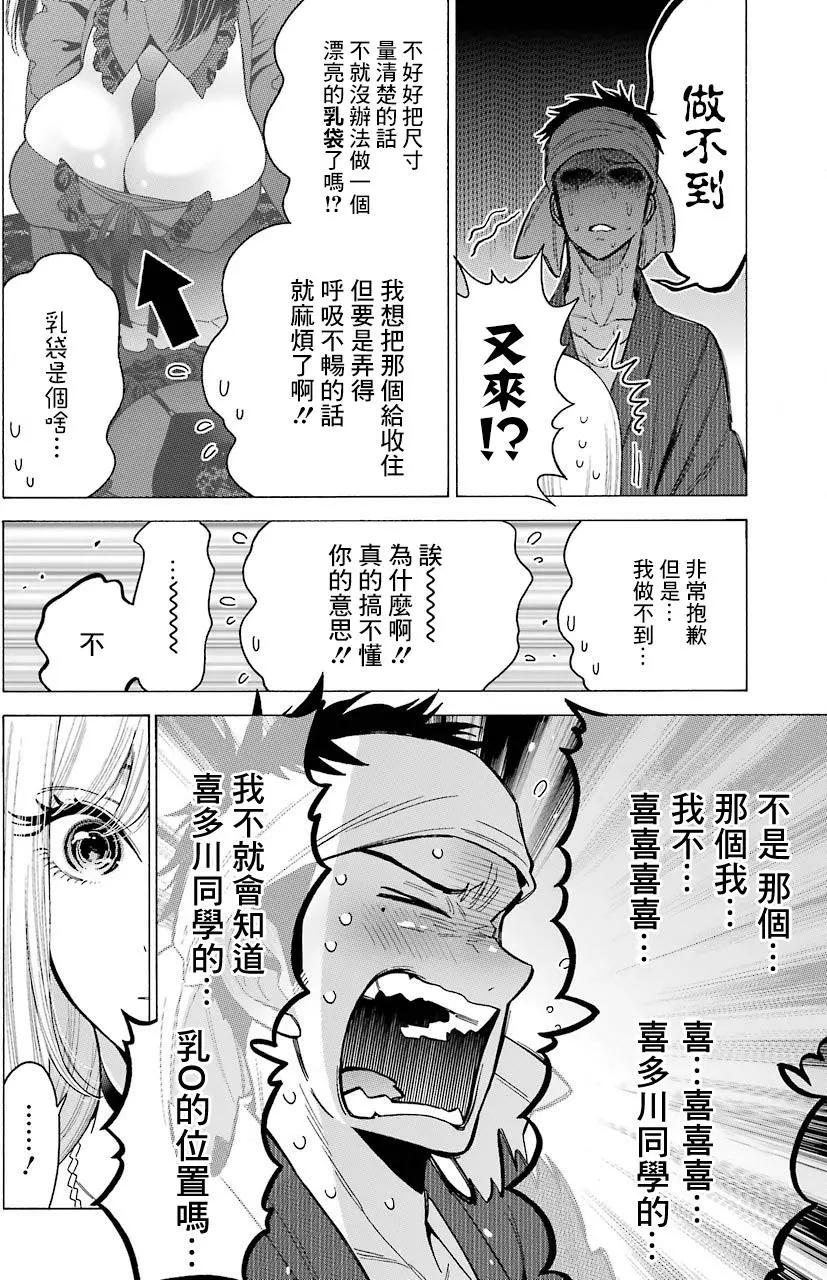 做不到
又來!?
不好好把尺寸
量清楚的話
不就沒辦法做一個
漂亮的乳袋了嗎!?
我想把那個給收住
但要是弄得
呼吸不暢的話
就麻煩了啊!!
乳袋是個啥…
非常抱歉
但是…
我做不到…
誒～～～～
為什麼啊!!
真的搞不懂
你的意思!!
…～～～～
不
不是 那個…
那個我…
我不…
喜喜喜喜…
喜…喜喜喜…
喜多川同學的…
我不就會知道
喜多川同學的…
乳O的位置嗎…
……!